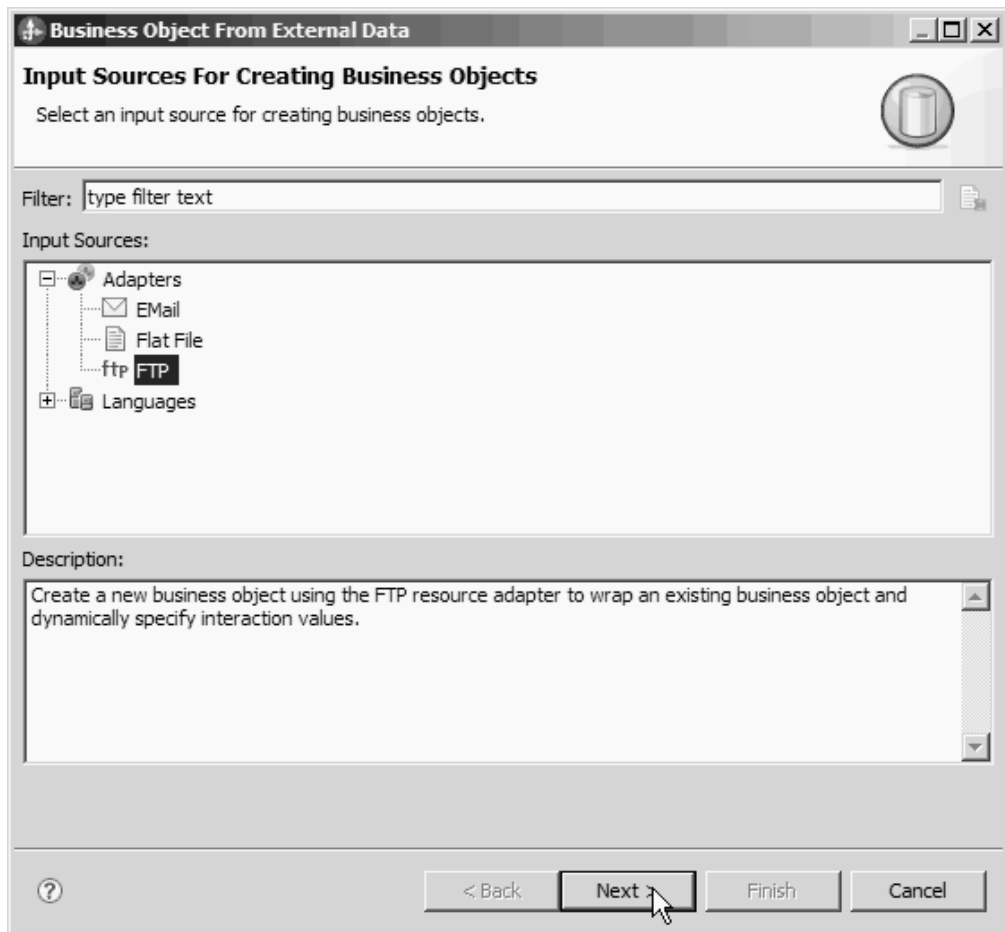 Business Object From External Data
Input Sources For Creating Business Objects
Select an input source for creating business objects.
Filter: type filter text
Input Sources:
Adapters
EMail
Flat File
ftp FTP
Languages
Description:
Create a new business object using the FTP resource adapter to wrap an existing business object and
dynamically specify interaction values.
? < Back Next > Finish Cancel